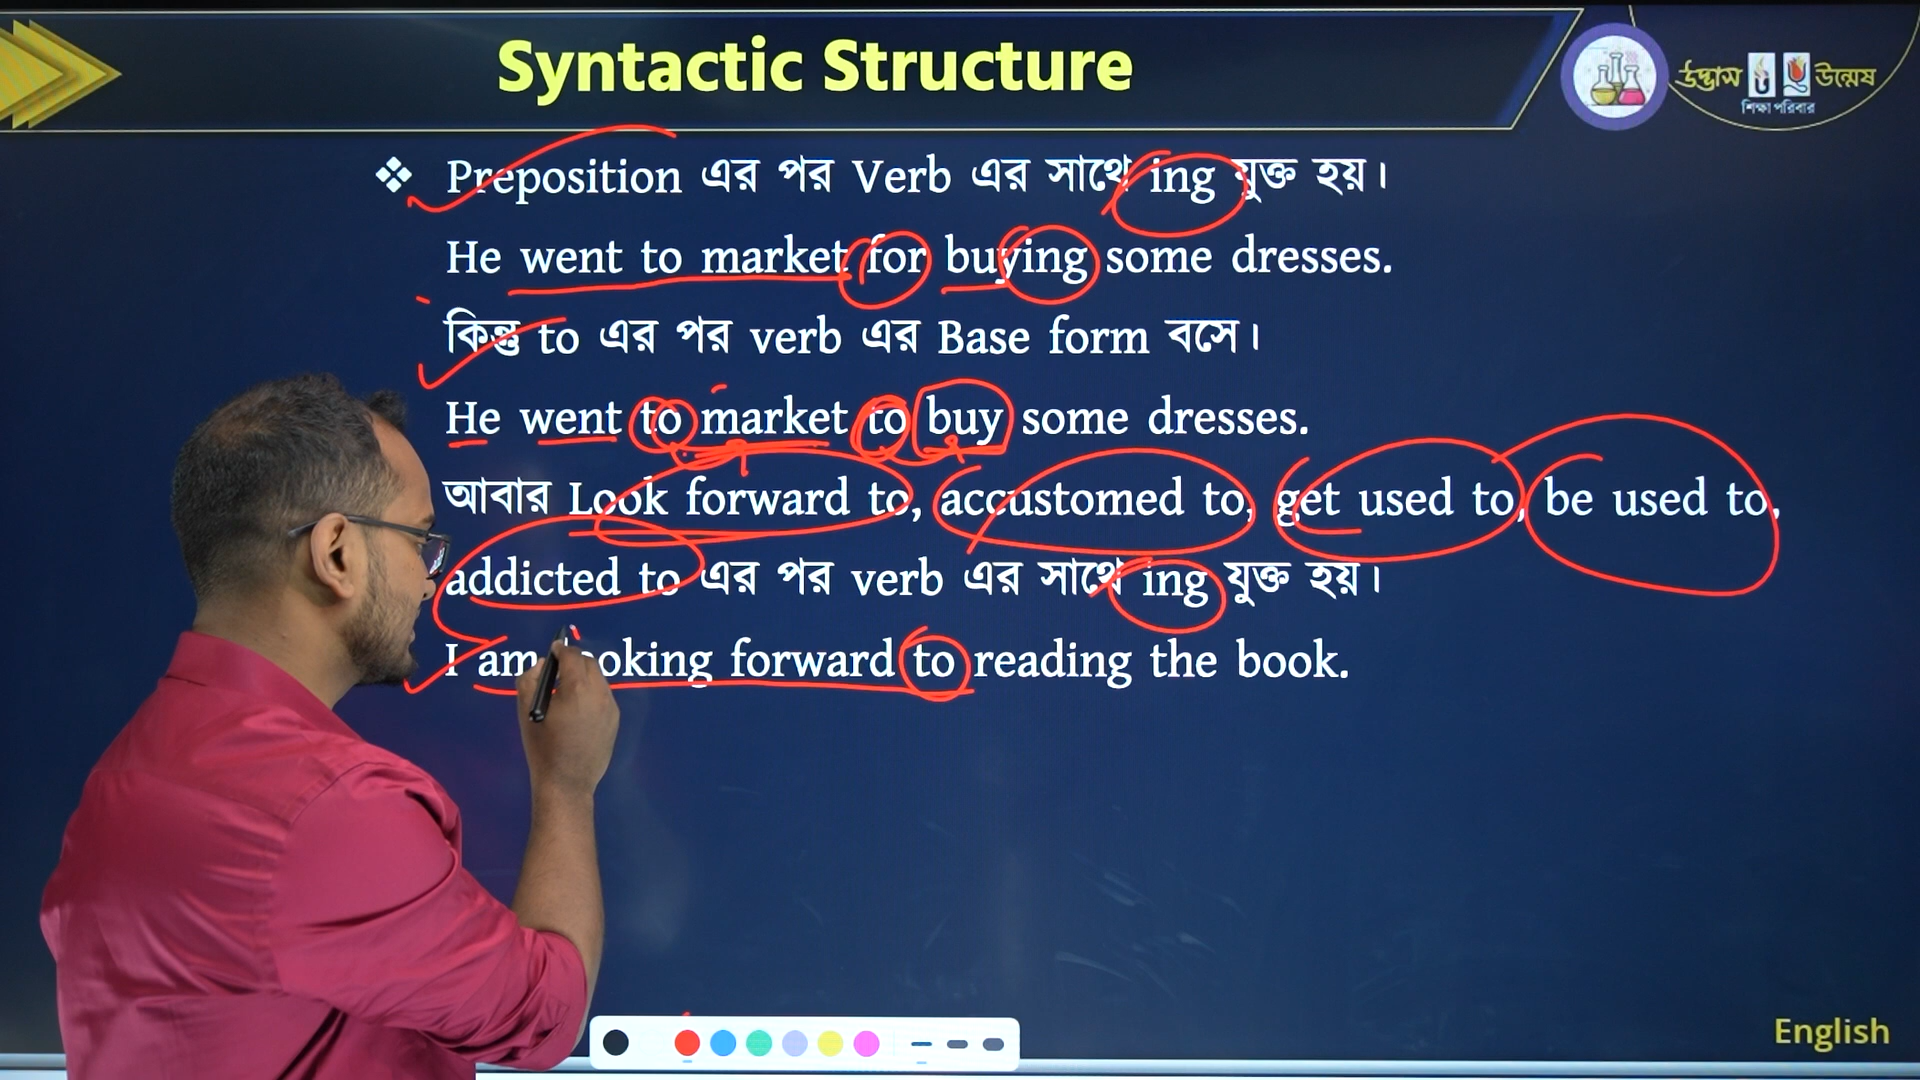 Syntactic Structure
উদ্ভাস উন্মেষ
শিক্ষা পরিবার
❖ Preposition এর পর Verb এর সাথে ing যুক্ত হয়।
He went to market for buying some dresses.
কিন্তু to এর পর verb এর Base form বসে।
He went to market to buy some dresses.
আবার Look forward to, accustomed to, get used to, be used to,
addicted to এর পর verb এর সাথে ing যুক্ত হয়।
I am looking forward to reading the book.
English